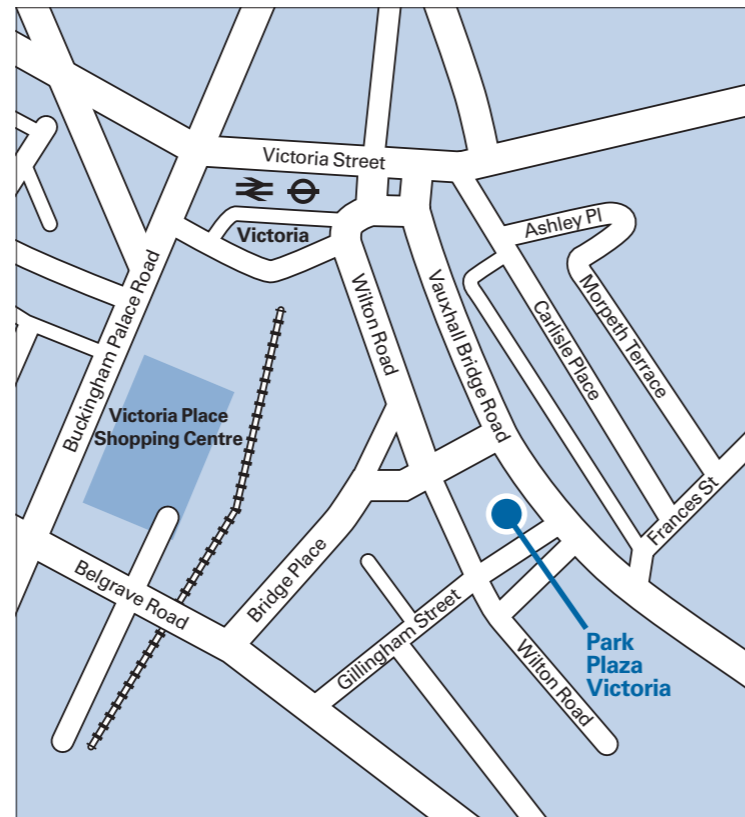 Victoria Street
Victoria
Ashley Pl
Buckingham Palace Road
Wilton Road
Vauxhall Bridge Road
Carlisle Place
Morpeth Terrace
Victoria Place
Shopping Centre
Frances St
Belgrave Road
Bridge Place
Gillingham Street
Wilton Road
Park
Plaza
Victoria